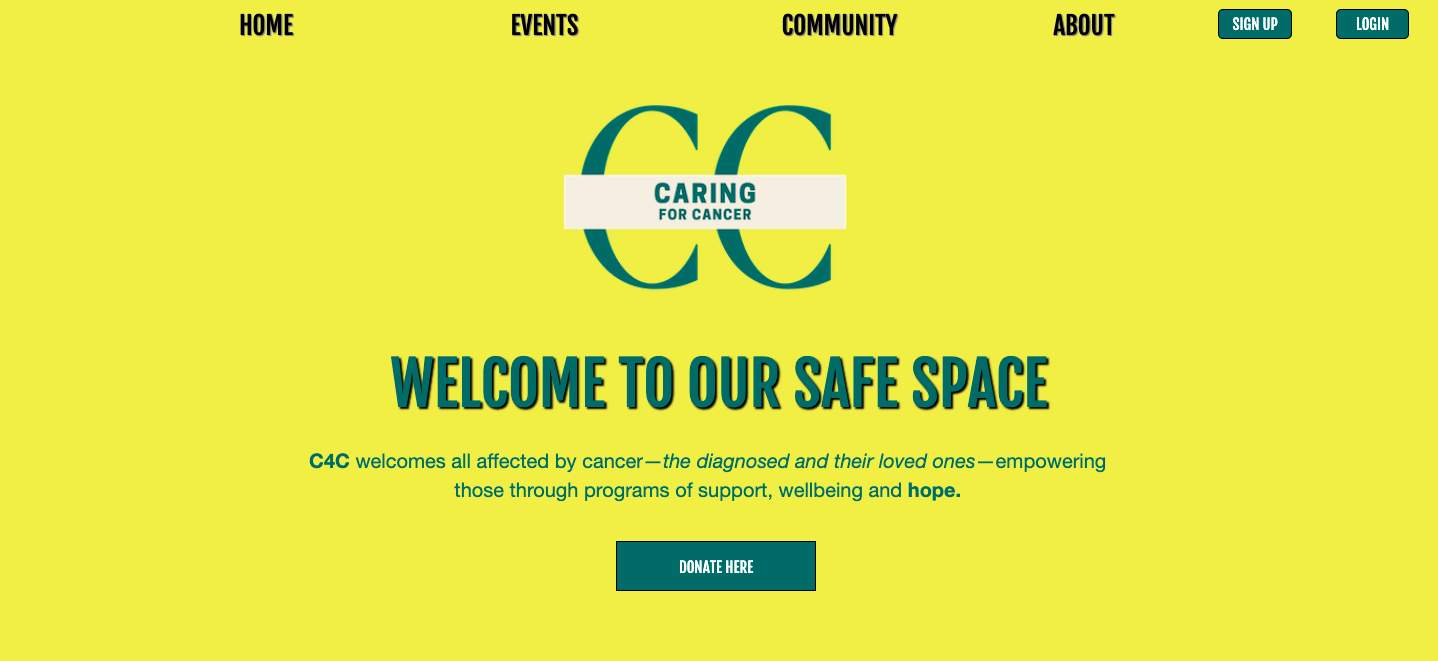 HOME EVENTS COMMUNITY ABOUT SIGN UP LOGIN
CC
CARING
FOR CANCER
WELCOME TO OUR SAFE SPACE
C4C welcomes all affected by cancer—the diagnosed and their loved ones—empowering
those through programs of support, wellbeing and hope.
DONATE HERE